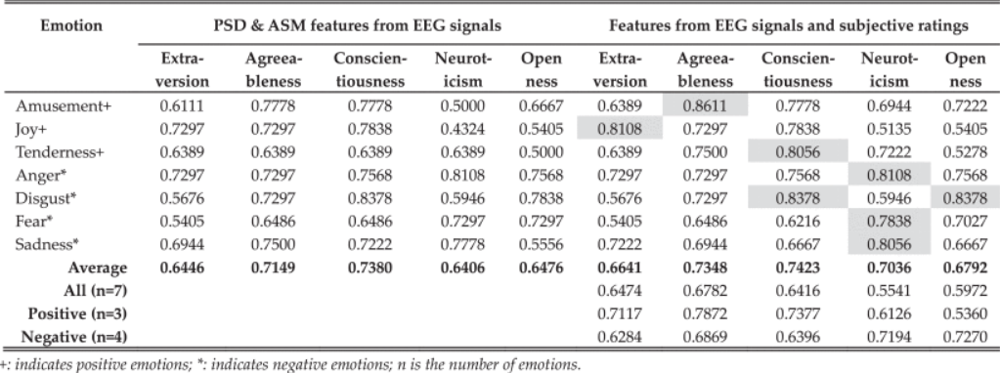 Emotion PSD & ASM features from EEG signals Features from EEG signals and subjective ratings
Extra- Agreea- Conscien- Neurot- Open Extra- Agreea- Conscien- Neurot- Open
version bleness tiousness icism ness version bleness tiousness icism ness
Amusement+ 0.6111 0.7778 0.7778 0.5000 0.6667 0.6389 0.8611 0.7778 0.6944 0.7222
Joy+ 0.7297 0.7297 0.7838 0.4324 0.5405 0.8108 0.7297 0.7838 0.5135 0.5405
Tenderness+ 0.6389 0.6389 0.6389 0.6389 0.5000 0.6389 0.7500 0.8056 0.7222 0.5278
Anger* 0.7297 0.7297 0.7568 0.8108 0.7568 0.7297 0.7297 0.7568 0.8108 0.7568
Disgust* 0.5676 0.7297 0.8378 0.5946 0.7838 0.5676 0.7297 0.8378 0.5946 0.8378
Fear* 0.5405 0.6486 0.6486 0.7297 0.7297 0.5405 0.6486 0.6216 0.7838 0.7027
Sadness* 0.6944 0.7500 0.7222 0.7778 0.5556 0.7222 0.6944 0.6667 0.8056 0.6667
Average 0.6446 0.7149 0.7380 0.6406 0.6476 0.6641 0.7348 0.7423 0.7036 0.6792
All (n=7) 0.6474 0.6782 0.6416 0.5541 0.5972
Positive (n=3) 0.7117 0.7872 0.7377 0.6126 0.5360
Negative (n=4) 0.6284 0.6869 0.6396 0.7194 0.7270
+: indicates positive emotions; *: indicates negative emotions; n is the number of emotions.